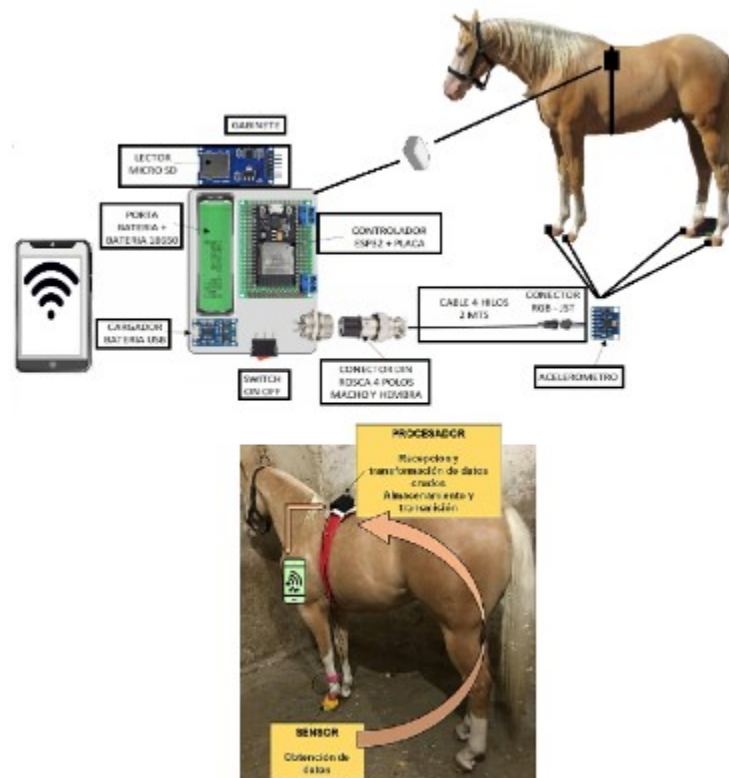 GABINETE
LECTOR
MICRO SD
PORTA
BATERIA +
BATERIA 18650
CONTROLADOR
ESP32 + PLACA
CABLE 4 HILOS
2 MTS
CONECTOR
RGB - JST
CARGADOR
BATERIA USB
SWITCH
ON OFF
CONECTOR DIN
ROSCA 4 POLOS
MACHO Y HEMBRA
ACELEROMETRO
PROCESADOR
Recepcion y
transformación de datos
crudos
Almacenamiento y
transmisión
SENSOR
Obtención de
datos